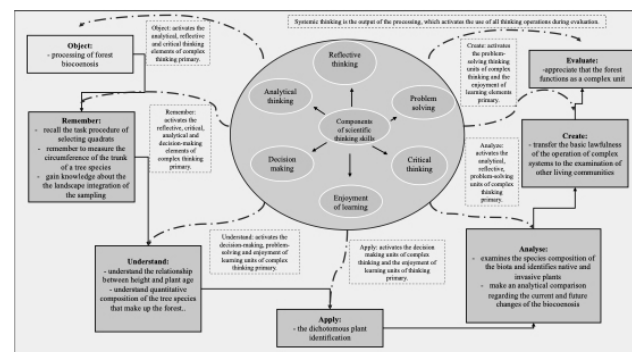 Systemic thinking is the output of the processing, which activates the use of all thinking operations during evaluation.
Object:
- processing of forest
biocoenosis
Object: activates the
analytical, reflective
and critical thinking
elements of complex
thinking primary.
Reflective
thinking
Analytical
thinking
Problem
solving
Components
of scientific
thinking skills
Decision
making
Critical
thinking
Enjoyment
of learning
Create: activates
the problem-
solving thinking
units of complex
thinking and the
enjoyment of
learning elements
primary.
Evaluate:
-appreciate that the forest
functions as a complex unit
Remember:
- recall the task procedure of
selecting quadrats
- remember to measure the
circumference of the trunk
of a tree species
- gain knowledge about the
the landscape integration of
the sampling
Remember:
activates the
reflective, critical,
analytical and
decision-making
elements of
complex thinking
primary.
Analyze:
activates the
analytical,
reflective,
problem-solving
units of complex
thinking primary.
Create:
- transfer the basic lawfulness
of the operation of complex
systems to the examination of
other living communities
Understand:
- understand the relationship
between height and plant age
- understand quantitative
composition of the tree species
that make up the forest..
Understand: activates the
decision-making, problem-
solving and enjoyment of
learning units of complex
thinking primary.
Apply: activates the decision
making units of complex
thinking and the enjoyment of
learning units of thinking
primary.
Apply:
- the dichotomous plant
identification
Analyse:
- examines the species composition of
the biota and identifies native and
invasive plants
- make an analytical comparison
regarding the current and future
changes of the biocoenosis